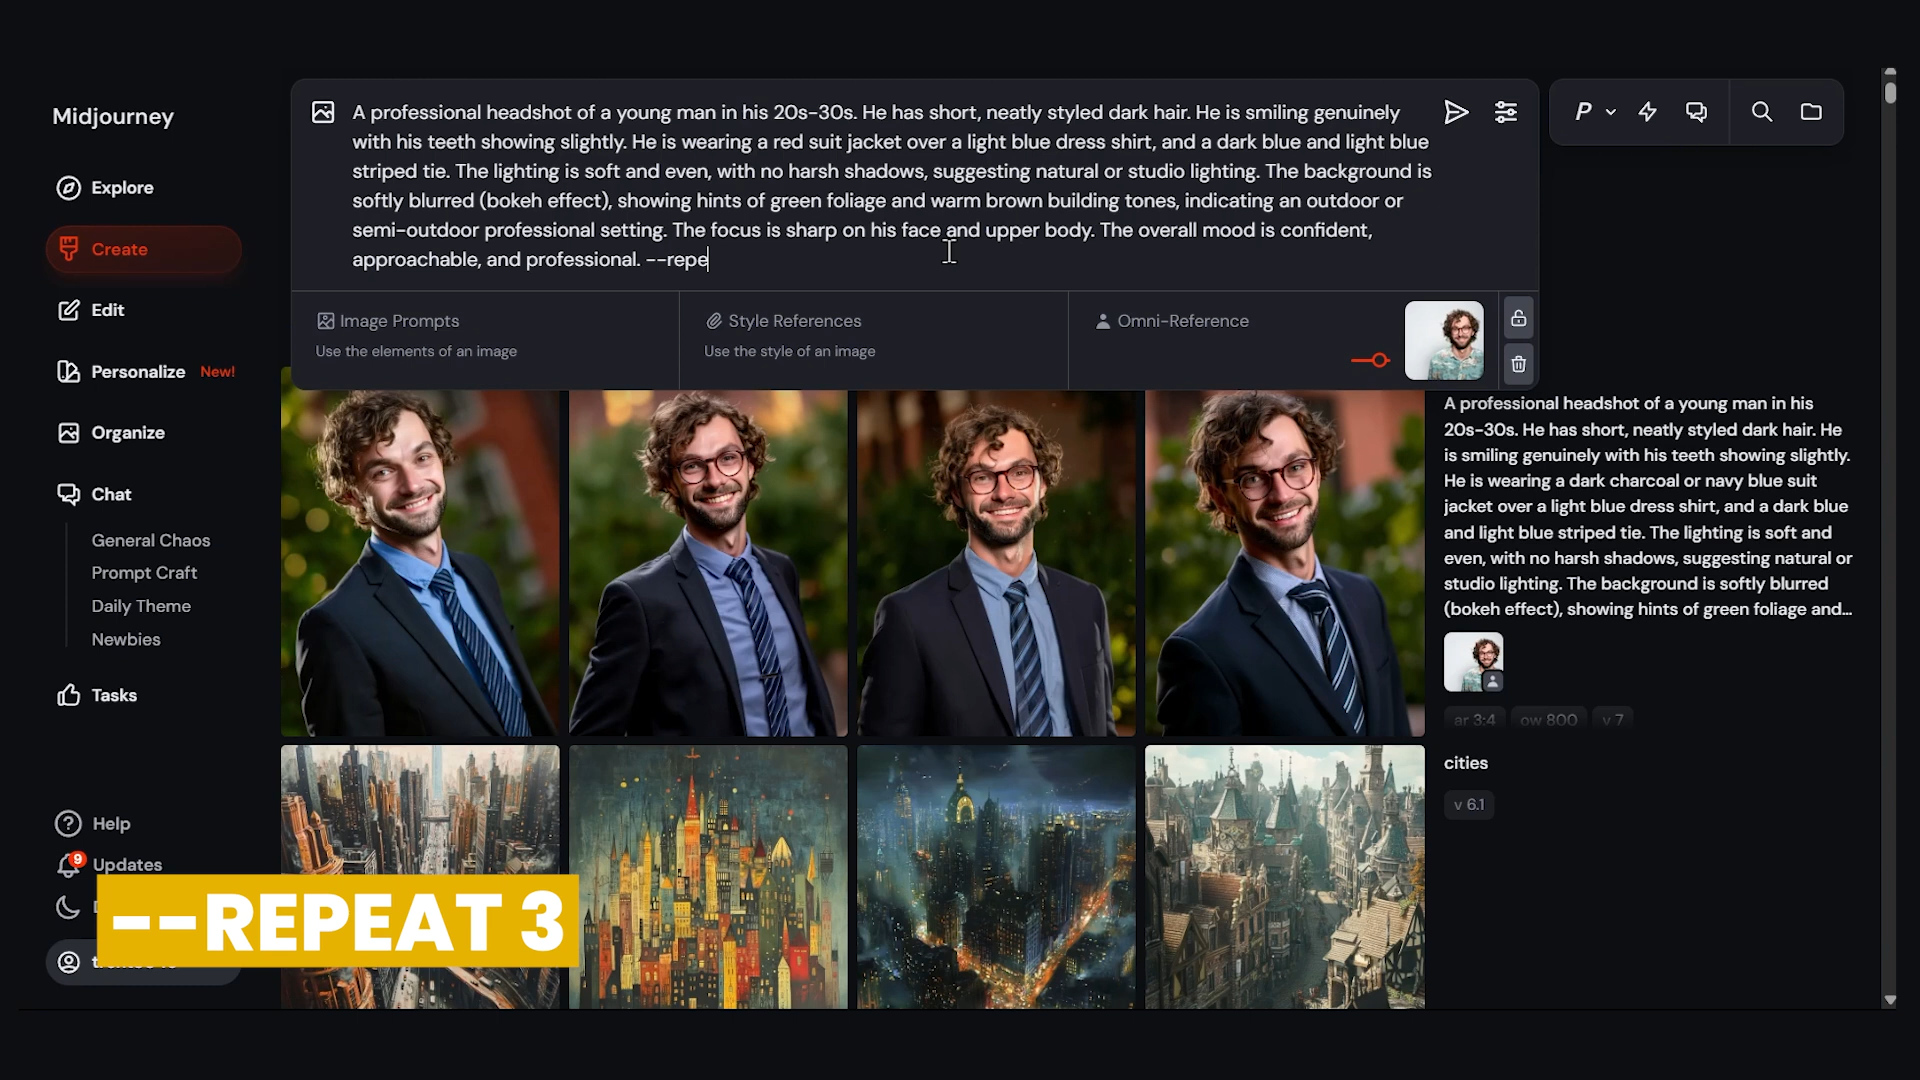 Midjourney
Explore
Create
Edit
Personalize New!
Organize
Chat
General Chaos
Prompt Craft
Daily Theme
Newbies
Tasks
Help
9
Updates
A professional headshot of a young man in his 20s-30s. He has short, neatly styled dark hair. He is smiling genuinely
with his teeth showing slightly. He is wearing a red suit jacket over a light blue dress shirt, and a dark blue and light blue
striped tie. The lighting is soft and even, with no harsh shadows, suggesting natural or studio lighting. The background is
softly blurred (bokeh effect), showing hints of green foliage and warm brown building tones, indicating an outdoor or
semi-outdoor professional setting. The focus is sharp on his face and upper body. The overall mood is confident,
approachable, and professional. --repe
P
Image Prompts
Use the elements of an image
Style References
Use the style of an image
Omni-Reference
A professional headshot of a young man in his
20s-30s. He has short, neatly styled dark hair. He
is smiling genuinely with his teeth showing slightly.
He is wearing a dark charcoal or navy blue suit
jacket over a light blue dress shirt, and a dark blue
and light blue striped tie. The lighting is soft and
even, with no harsh shadows, suggesting natural or
studio lighting. The background is softly blurred
(bokeh effect), showing hints of green foliage and...
ar 3:4 ow 800 v 7
cities
v 6.1
--REPEAT 3